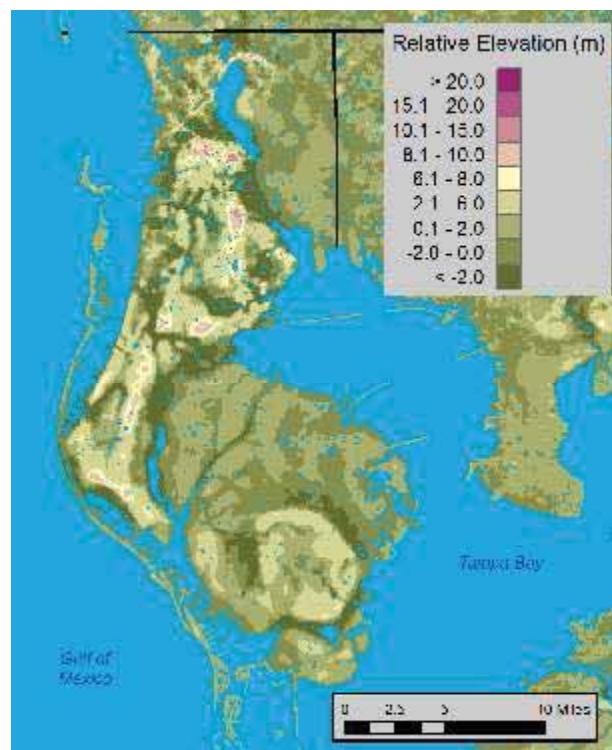 Relative Elevation (m)
> 20.0
15.1 - 20.0
10.1 - 15.0
8.1 - 10.0
6.1 - 8.0
2.1 - 6.0
0.1 - 2.0
-2.0 - 0.0
< -2.0
Tampa Bay
Gulf of
Mexico
0 2.5 5 10 Miles